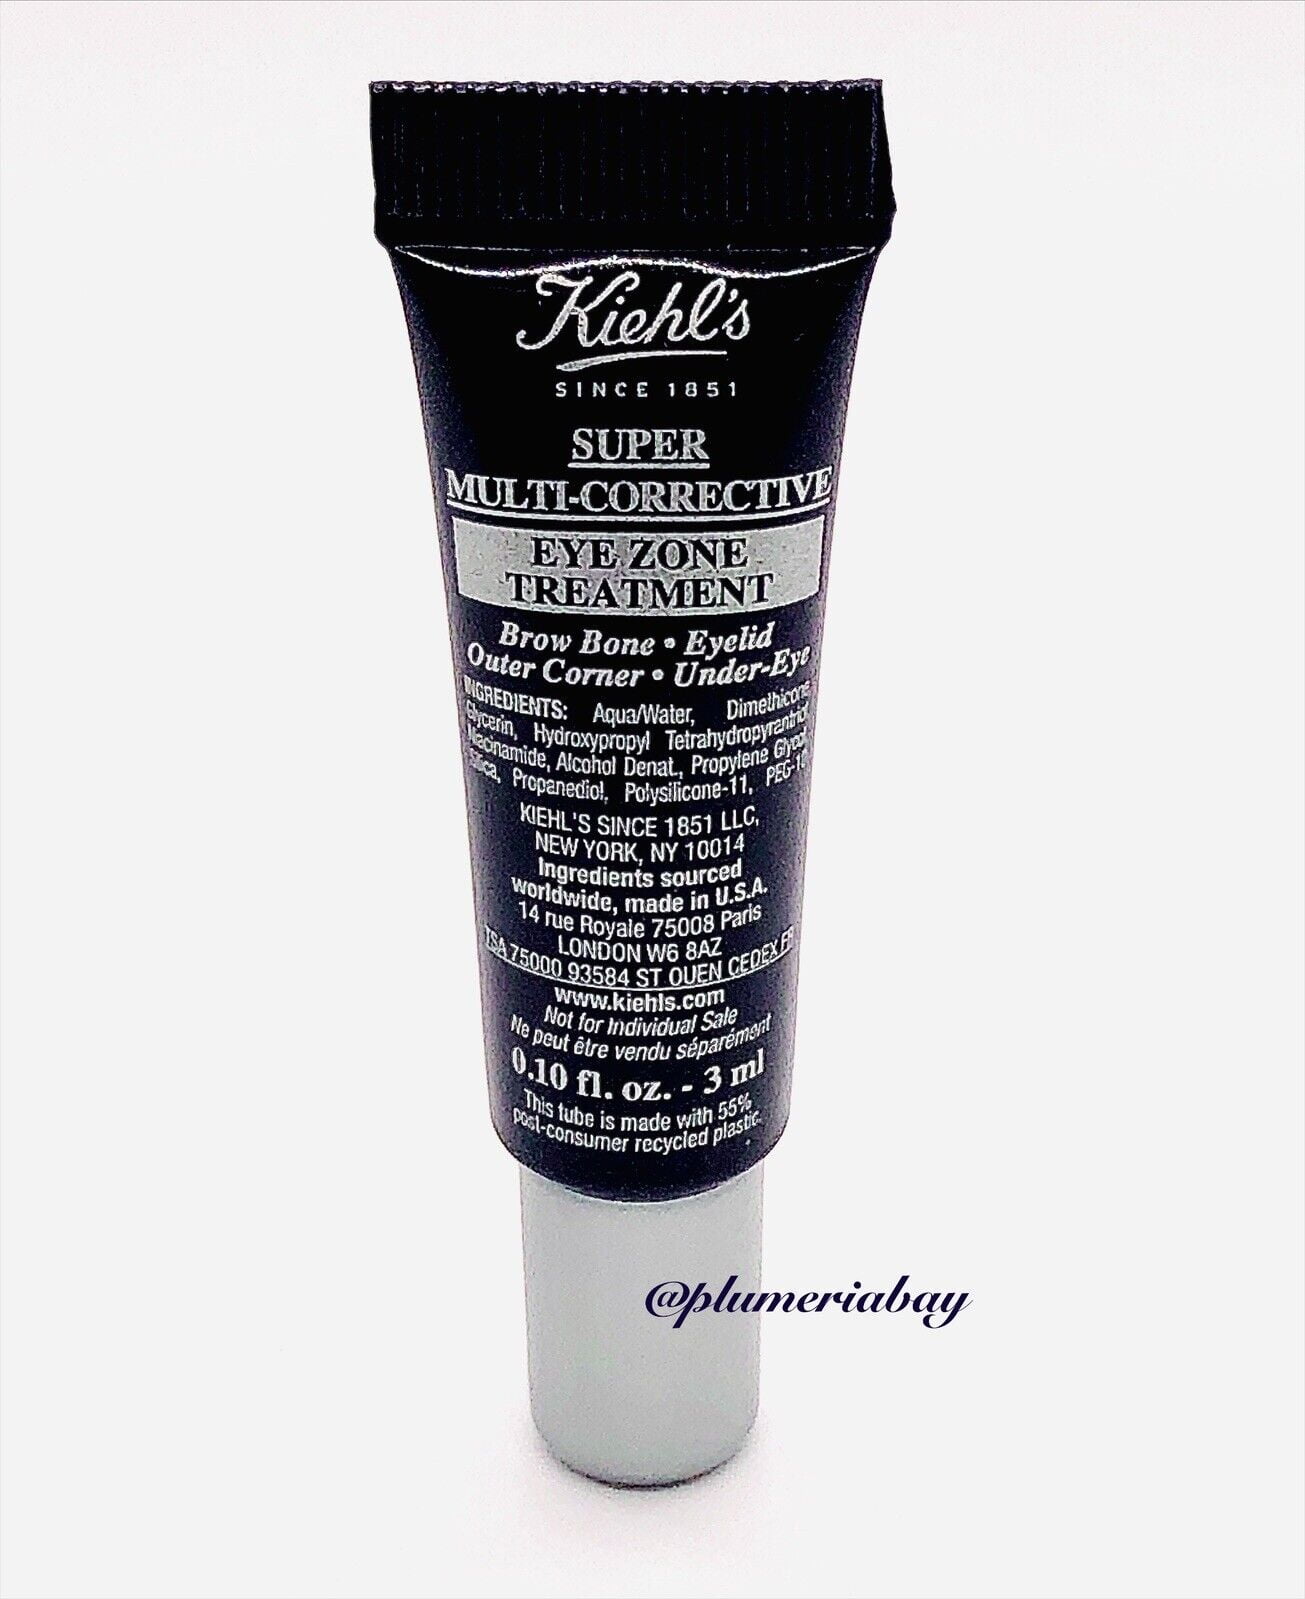 Kiehl's
SINCE 1851
SUPER
MULTI-CORRECTIVE
EYE ZONE
TREATMENT
Brow Bone • Eyelid
Outer Corner • Under-Eye
INGREDIENTS: Aqua/Water, Dimethicone
Glycerin, Hydroxypropyl Tetrahydropyrantriol,
Niacinamide, Alcohol Denat., Propylene Glycol
Silica, Propanediol, Polysilicone-11,
KIEHL'S SINCE 1851 LLC,
NEW YORK, NY 10014
Ingredients sourced
worldwide, made in U.S.A.
14 rue Royale 75008 Paris
LONDON W6 8AZ
TSA 75000 93584 ST OUEN CEDEX FR
www.kiehls.com
Not for Individual Sale
Ne peut être vendu séparément
0.10 fl. oz. - 3 ml
This tube is made with 55%
post-consumer recycled plastic.
@plumeriabay